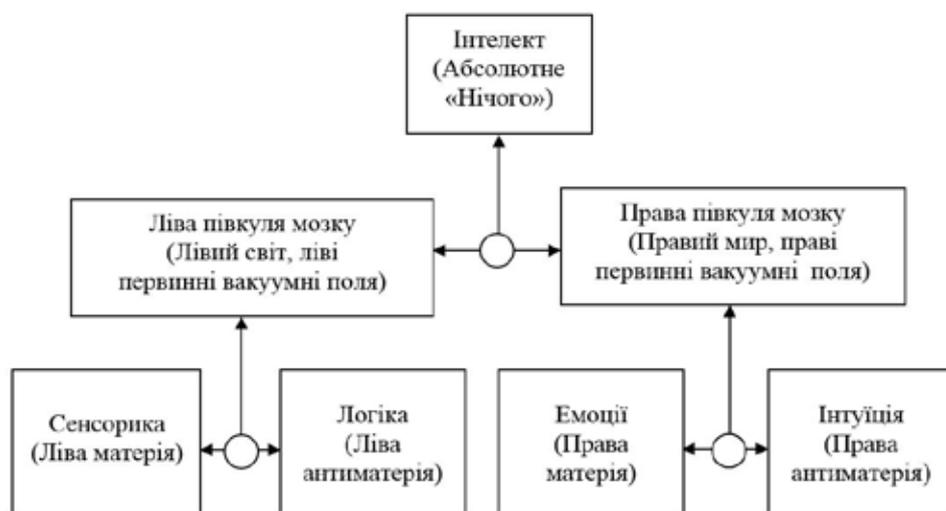 Інтелект
(Абсолютне
«Нічого»)
Ліва півкуля мозку
(Лівий світ, ліві
первинні вакуумні поля)
Права півкуля мозку
(Правий мир, праві
первинні вакуумні поля)
Сенсорика
(Ліва матерія)
Логіка
(Ліва
антиматерія)
Емоції
(Права
матерія)
Інтуїція
(Права
антиматерія)